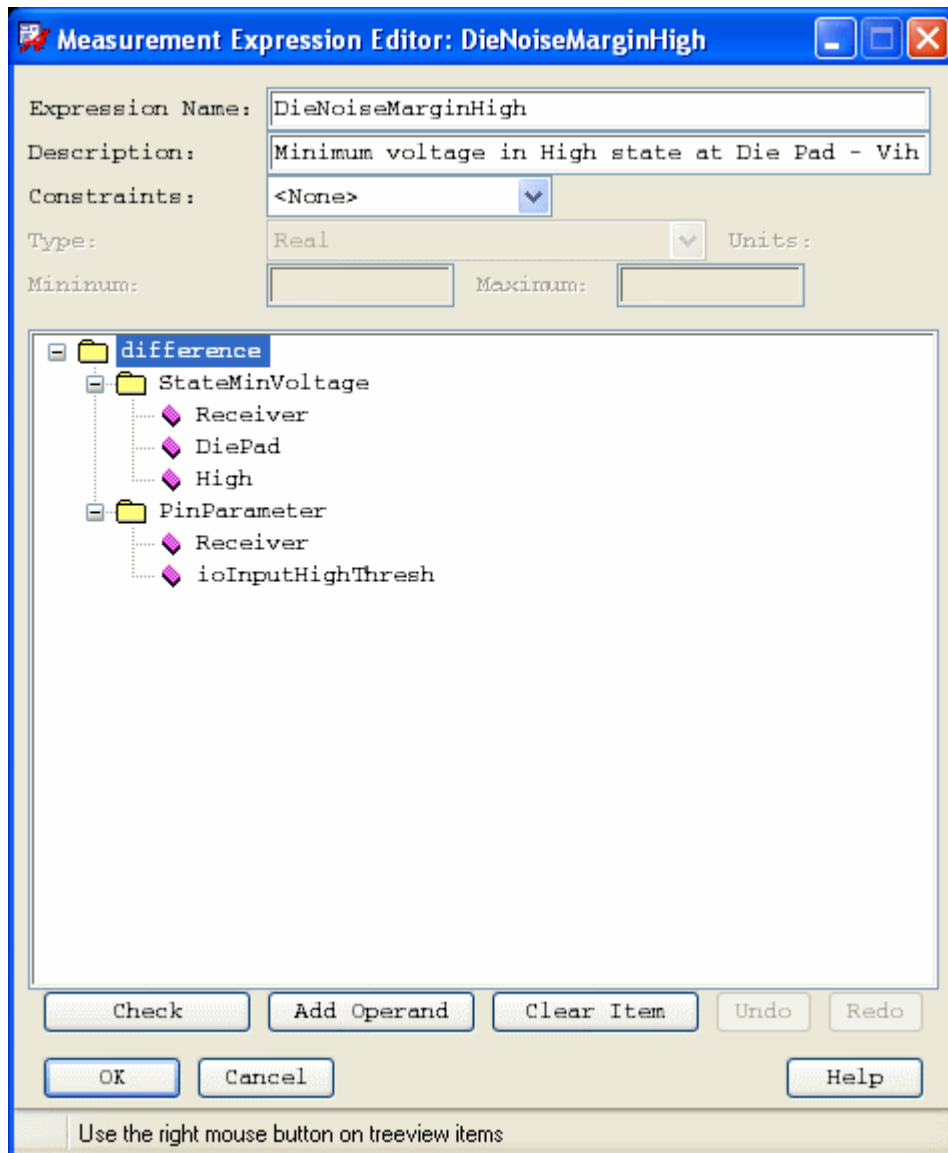 Measurement Expression Editor: DieNoiseMarginHigh
Expression Name: DieNoiseMarginHigh
Description: Minimum voltage in High state at Die Pad - Vih
Constraints: <None>
Type: Real Units:
Mininum: Maximum:
difference
StateMinVoltage
Receiver
DiePad
High
PinParameter
Receiver
ioInputHighThresh
Check Add Operand Clear Item Undo Redo
OK Cancel Help
Use the right mouse button on treeview items